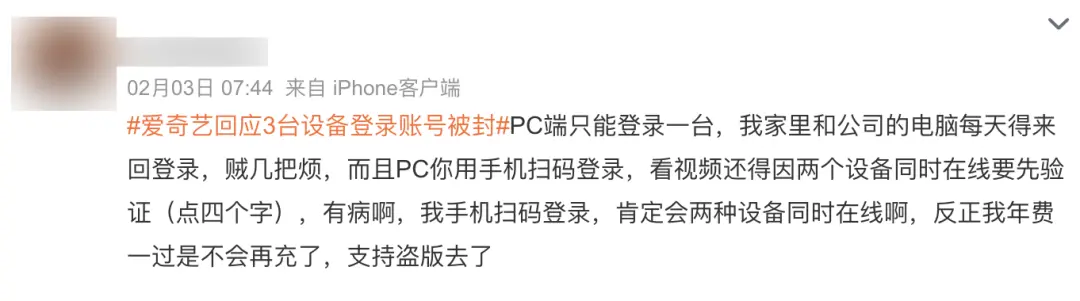 02月03日 07:44 来自 iPhone客户端
#爱奇艺回应3台设备登录账号被封#PC端只能登录一台，我家里和公司的电脑每天得来
回登录，贼几把烦，而且PC你用手机扫码登录，看视频还得因两个设备同时在线要先验
证（点四个字），有病啊，我手机扫码登录，肯定会两种设备同时在线啊，反正我年费
一过是不会再充了，支持盗版去了